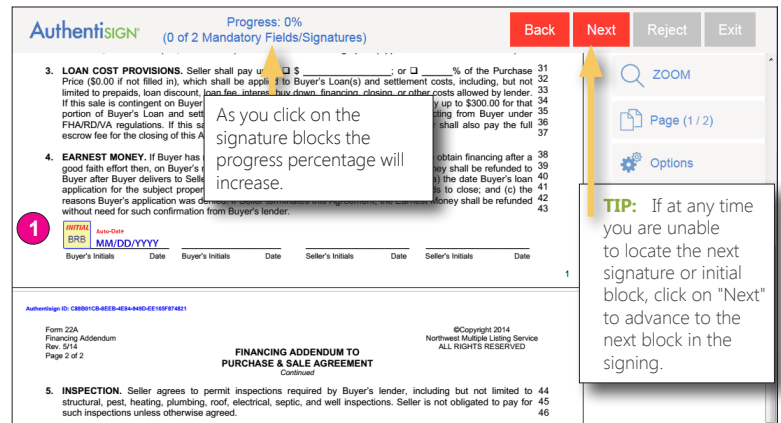 AuthentiSIGN®
Progress: 0%
(0 of 2 Mandatory Fields/Signatures)
Back
Next
Reject
Exit
3. LOAN COST PROVISIONS. Seller shall pay up ☐ $ ; or ☐ % of the Purchase 31
Price ($0.00 if not filled in), which shall be applied to Buyer's Loan(s) and settlement costs, including, but not 32
limited to prepaids, loan discount, loan fee, interest buy down, financing, closing, or other costs allowed by lender. 33
If this sale is contingent on Buyer y up to $300.00 for that 34
portion of Buyer's Loan and sett cting from Buyer under 35
FHA/RD/VA regulations. If this sa r shall also pay the full 36
escrow fee for the closing of this A 37
As you click on the
signature blocks the
progress percentage will
increase.
4. EARNEST MONEY. If Buyer has obtain financing after a 38
good faith effort then, on Buyer's n ney shall be refunded to 39
Buyer after Buyer delivers to Selle ) the date Buyer's loan 40
application for the subject proper ds to close; and (c) the 41
reasons Buyer's application was denied. If Seller terminates this Agreement, the Earnest Money shall be refunded 42
without need for such confirmation from Buyer's lender. 43
1
INITIAL
BRB
Auto-Date
MM/DD/YYYY
Buyer's Initials Date Buyer's Initials Date Seller's Initials Date Seller's Initials Date
1
ZOOM
Page (1 / 2)
Options
TIP: If at any time
you are unable
to locate the next
signature or initial
block, click on "Next"
to advance to the
next block in the
signing.
Authentisign ID: C88B01CB-8EEB-4E84-949D-EE165F874821
Form 22A
Financing Addendum
Rev. 5/14
Page 2 of 2
FINANCING ADDENDUM TO
PURCHASE & SALE AGREEMENT
Continued
©Copyright 2014
Northwest Multiple Listing Service
ALL RIGHTS RESERVED
5. INSPECTION. Seller agrees to permit inspections required by Buyer's lender, including but not limited to 44
structural, pest, heating, plumbing, roof, electrical, septic, and well inspections. Seller is not obligated to pay for 45
such inspections unless otherwise agreed. 46